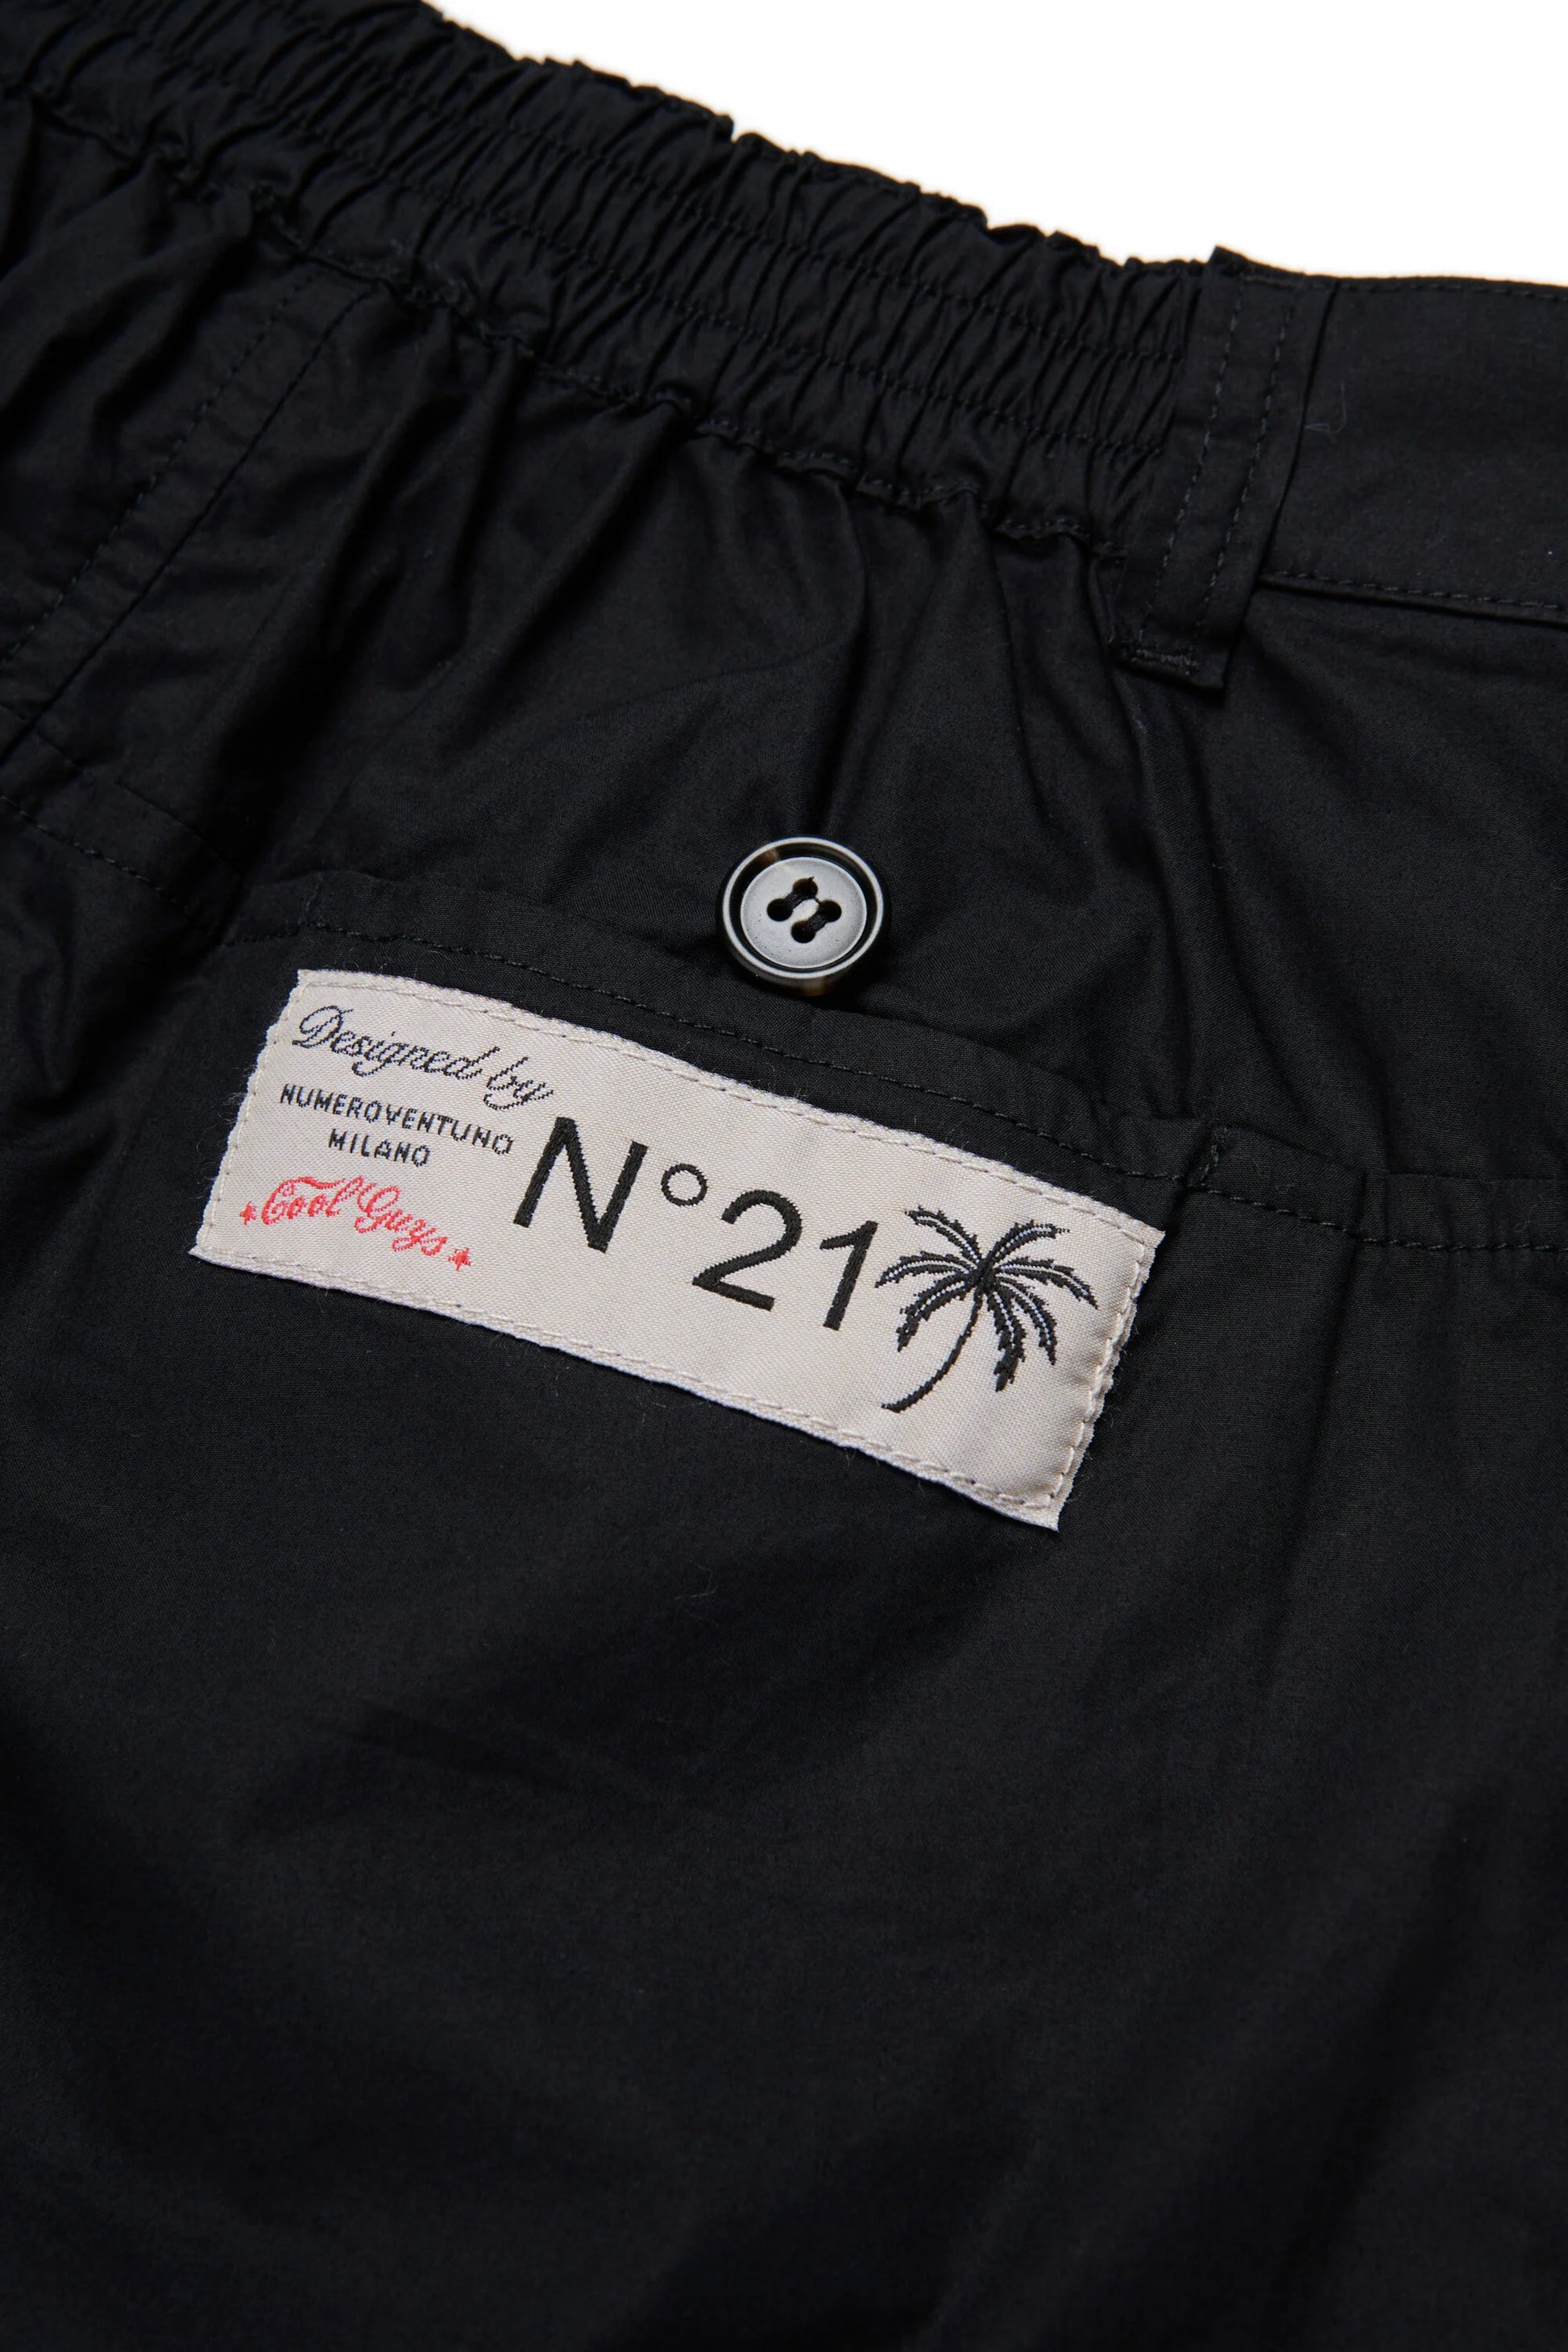 Designed by
NUMEROVENTUNO
MILANO
Cool Guys
N°21